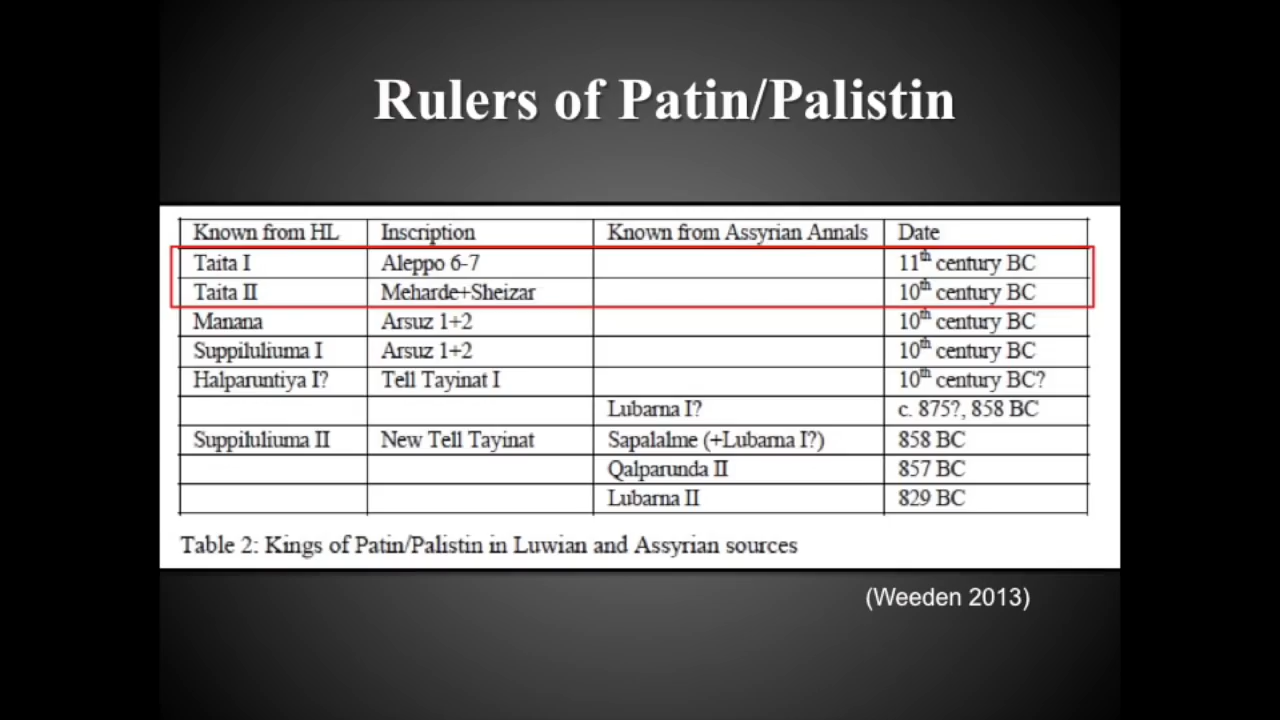 Rulers of Patin/Palistin
Known from HL Inscription Known from Assyrian Annals Date
Taita I Aleppo 6-7 11th century BC
Taita II Meharde+Sheizar 10th century BC
Manana Arsuz 1+2 10th century BC
Suppiluliuma I Arsuz 1+2 10th century BC
Halparuntiya I? Tell Tayinat I 10th century BC?
Lubarna I? c. 875?, 858 BC
Suppiluliuma II New Tell Tayinat Sapalalme (+Lubarna I?) 858 BC
Qalparunda II 857 BC
Lubarna II 829 BC
Table 2: Kings of Patin/Palistin in Luwian and Assyrian sources
(Weeden 2013)